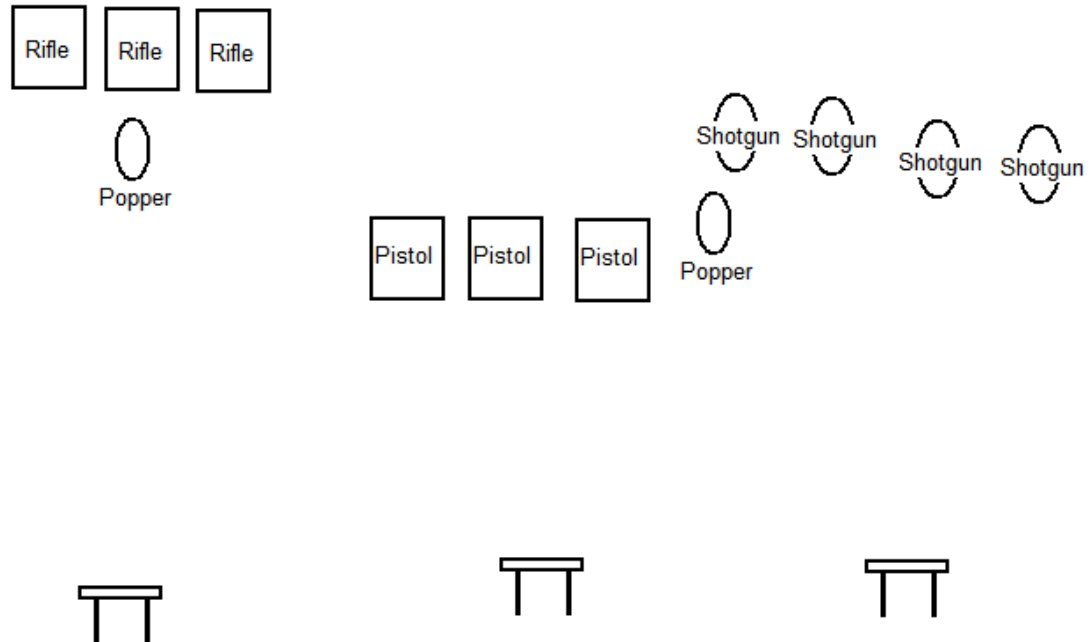 Rifle
Rifle
Rifle
Popper
Shotgun
Shotgun
Shotgun
Shotgun
Pistol
Pistol
Pistol
Popper